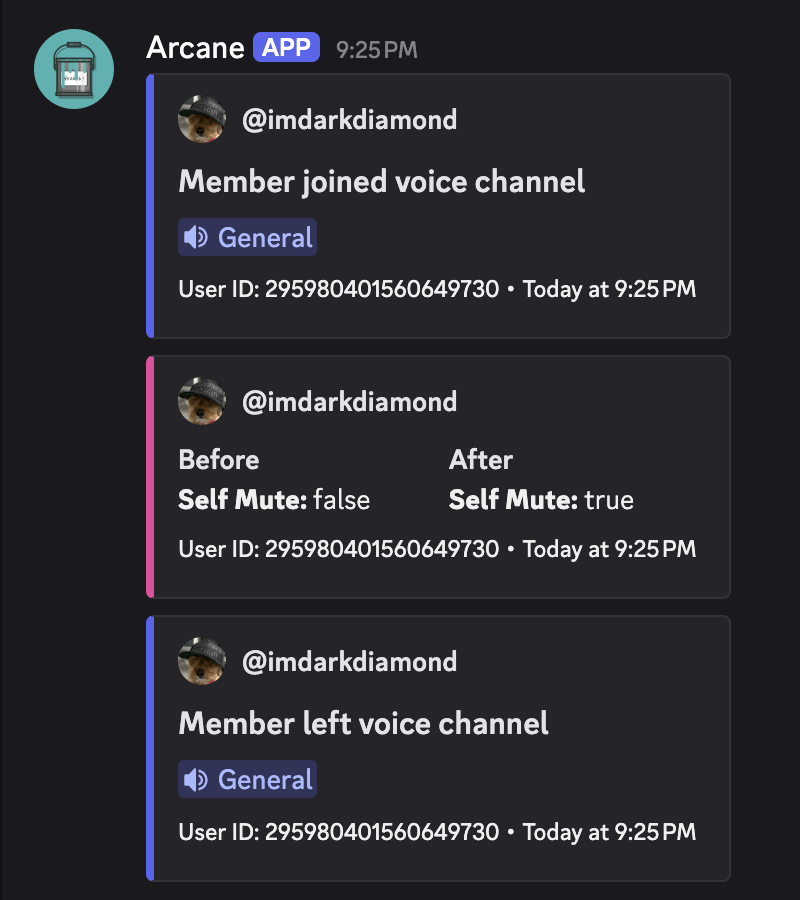 Arcane APP 9:25 PM
@imdarkdiamond
Member joined voice channel
General
User ID: 295980401560649730 • Today at 9:25 PM
@imdarkdiamond
Before After
Self Mute: false Self Mute: true
User ID: 295980401560649730 • Today at 9:25 PM
@imdarkdiamond
Member left voice channel
General
User ID: 295980401560649730 • Today at 9:25 PM